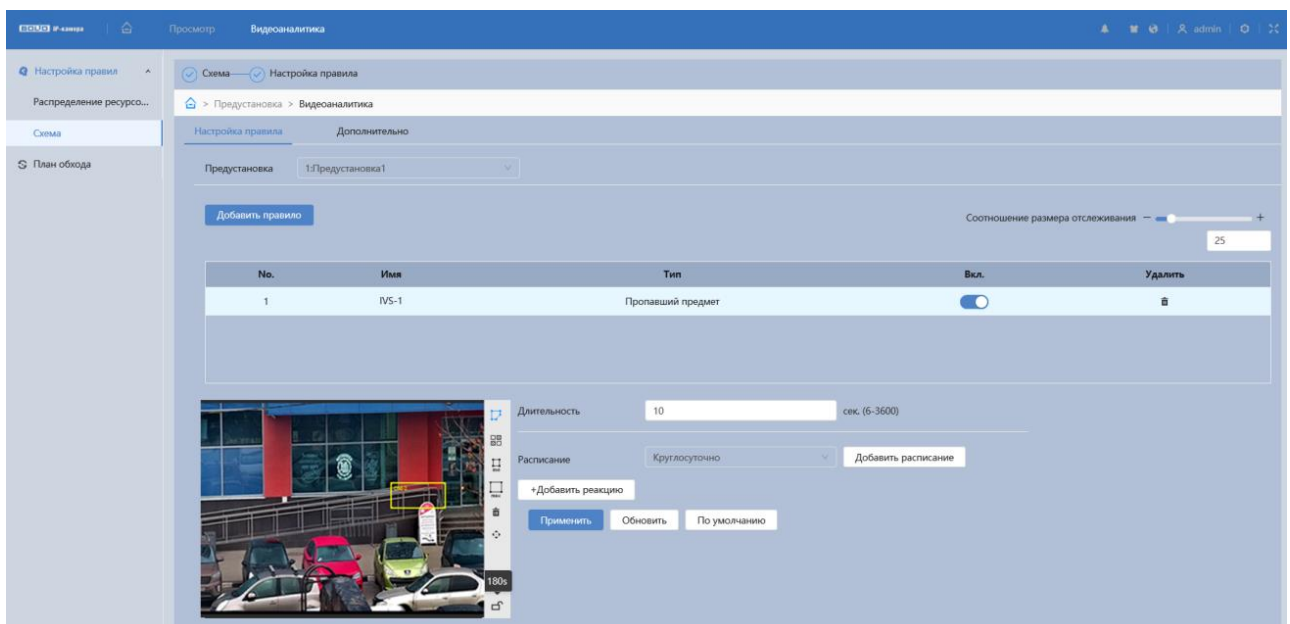 BOLID IP-камера Просмотр Видеоаналитика admin
Настройка правил
Распределение ресурсо...
Схема
План обхода
Схема Настройка правила
> Предустановка > Видеоаналитика
Настройка правила Дополнительно
Предустановка 1:Предустановка1
Добавить правило Соотношение размера отслеживания − +
25
No. Имя Тип Вкл. Удалить
1 IVS-1 Пропавший предмет
Длительность 10 сек. (6-3600)
Расписание Круглосуточно Добавить расписание
+Добавить реакцию
Применить Обновить По умолчанию
180s